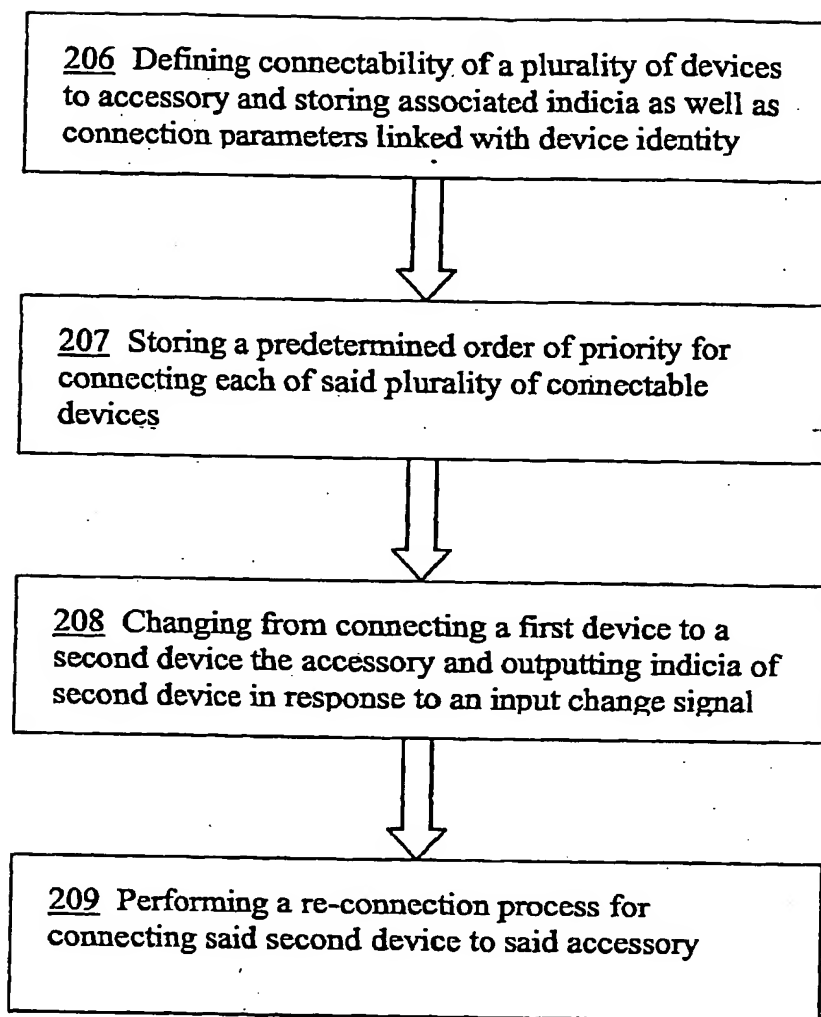 206 Defining connectability of a plurality of devices
to accessory and storing associated indicia as well as
connection parameters linked with device identity
207 Storing a predetermined order of priority for
connecting each of said plurality of connectable
devices
208 Changing from connecting a first device to a
second device the accessory and outputting indicia of
second device in response to an input change signal
209 Performing a re-connection process for
connecting said second device to said accessory